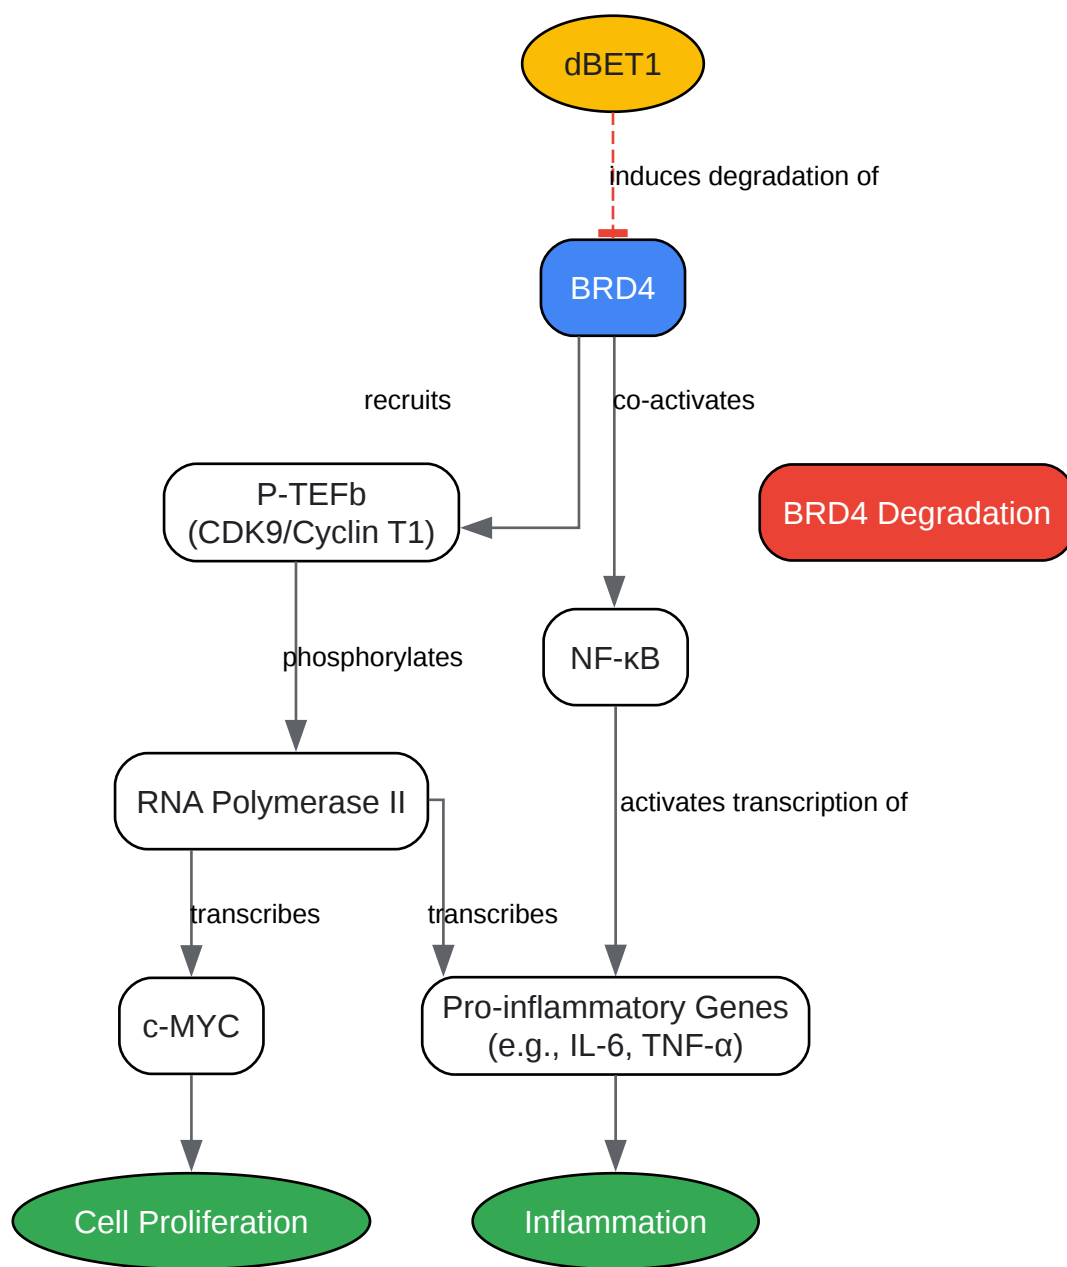 dBET1
induces degradation of
BRD4
recruits
co-activates
P-TEFb
(CDK9/Cyclin T1)
BRD4 Degradation
phosphorylates
NF-κB
RNA Polymerase II
activates transcription of
transcribes
transcribes
c-MYC
Pro-inflammatory Genes
(e.g., IL-6, TNF-α)
Cell Proliferation
Inflammation